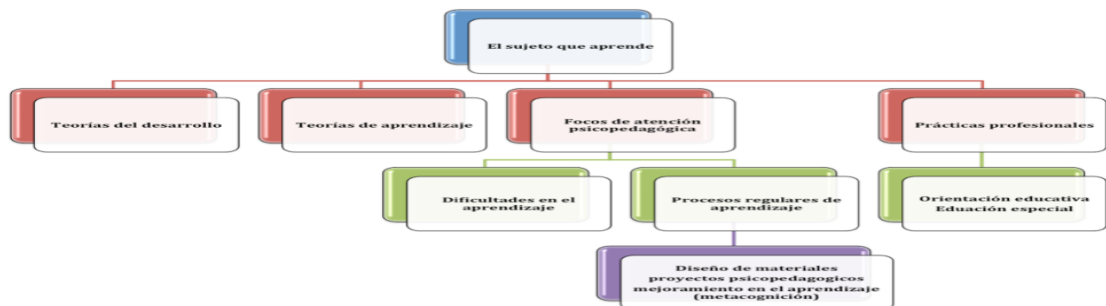 El sujeto que aprende
Teorías del desarrollo
Teorías de aprendizaje
Focos de atención
psicopedagógica
Prácticas profesionales
Dificultades en el
aprendizaje
Procesos regulares de
aprendizaje
Orientación educativa
Eduación especial
Diseño de materiales
proyectos psicopedagogicos
mejoramiento en el aprendizaje
(metacognición)